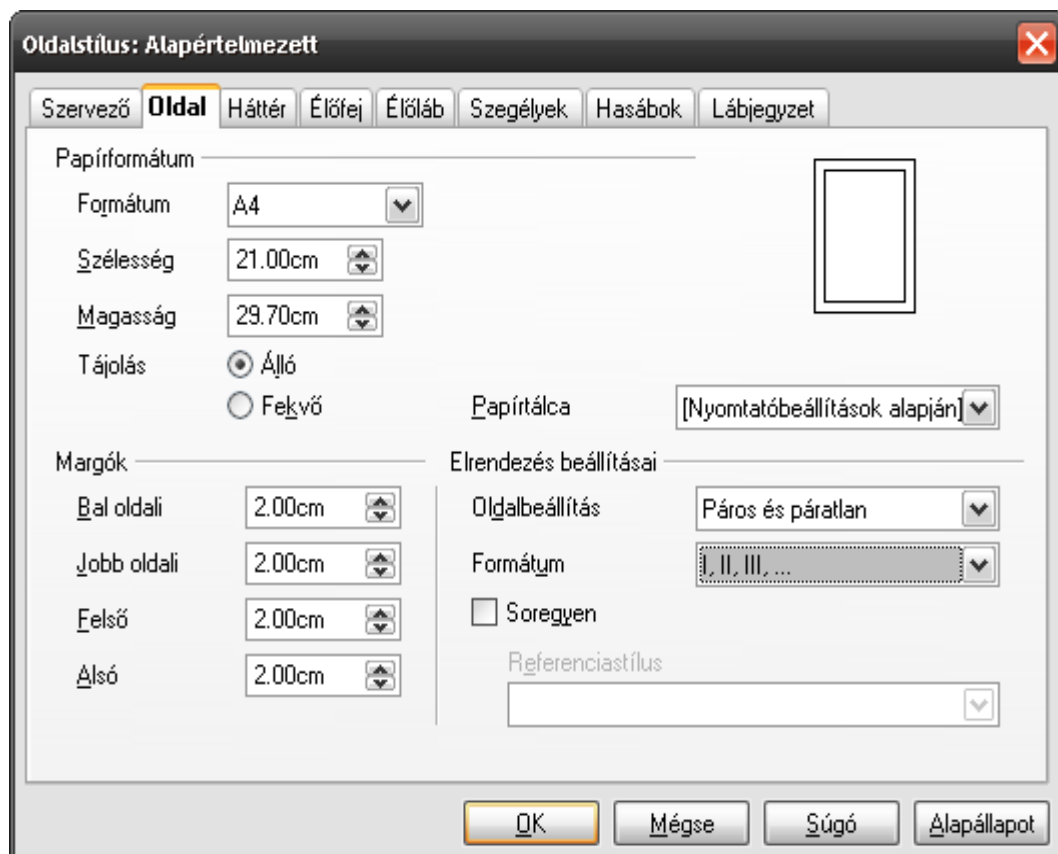 Oldalstílus: Alapértelmezett
Szervező Oldal Háttér Élőfej Élőláb Szegélyek Hasábok Lábjegyzet
Papírformátum
Formátum A4
Szélesség 21.00cm
Magasság 29.70cm
Tájolás Álló
Fekvő Papírtálca [Nyomtatóbeállítások alapján]
Margók Elrendezés beállításai
Bal oldali 2.00cm Oldalbeállítás Páros és páratlan
Jobb oldali 2.00cm Formátum I, II, III, ...
Felső 2.00cm Soregyen
Alsó 2.00cm Referenciastílus
OK Mégse Súgó Alapállapot